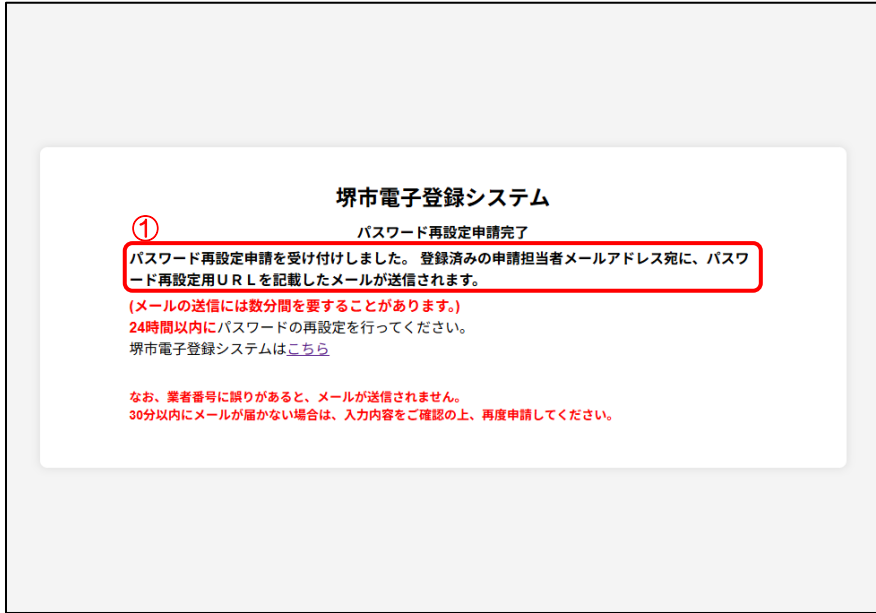 堺市電子登録システム
①
パスワード再設定申請完了
パスワード再設定申請を受け付けしました。 登録済みの申請担当者メールアドレス宛に、パスワ
ード再設定用ＵＲＬを記載したメールが送信されます。
(メールの送信には数分間を要することがあります。)
24時間以内にパスワードの再設定を行ってください。
堺市電子登録システムはこちら
なお、業者番号に誤りがあると、メールが送信されません。
30分以内にメールが届かない場合は、入力内容をご確認の上、再度申請してください。